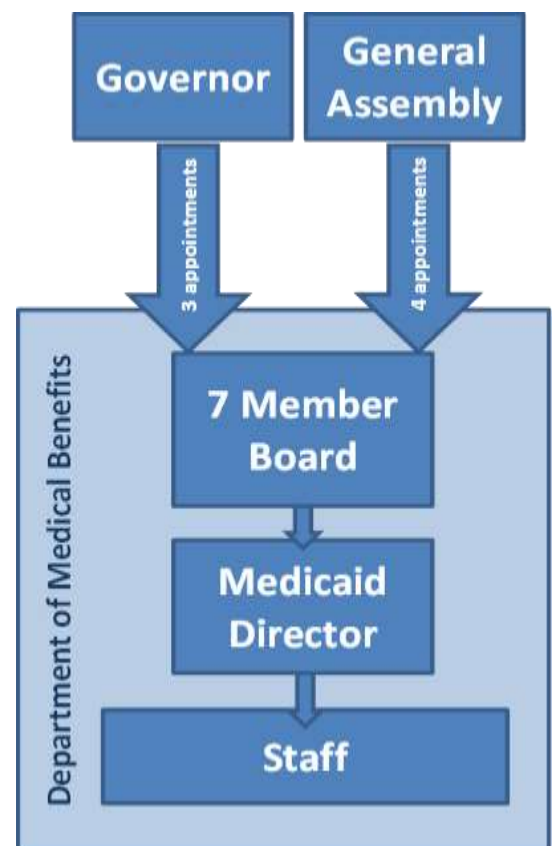 Governor
General
Assembly
3 appointments
4 appointments
Department of Medical Benefits
7 Member
Board
Medicaid
Director
Staff